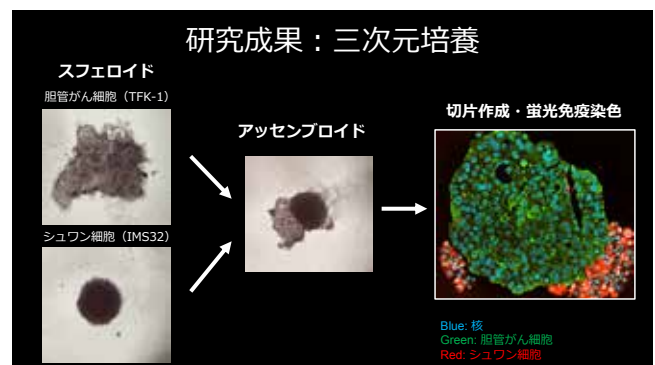 研究成果：三次元培養
スフェロイド
胆管がん細胞（TFK-1）
シュワン細胞（IMS32）
アッセンブロイド
切片作成・蛍光免疫染色
Blue: 核
Green: 胆管がん細胞
Red: シュワン細胞